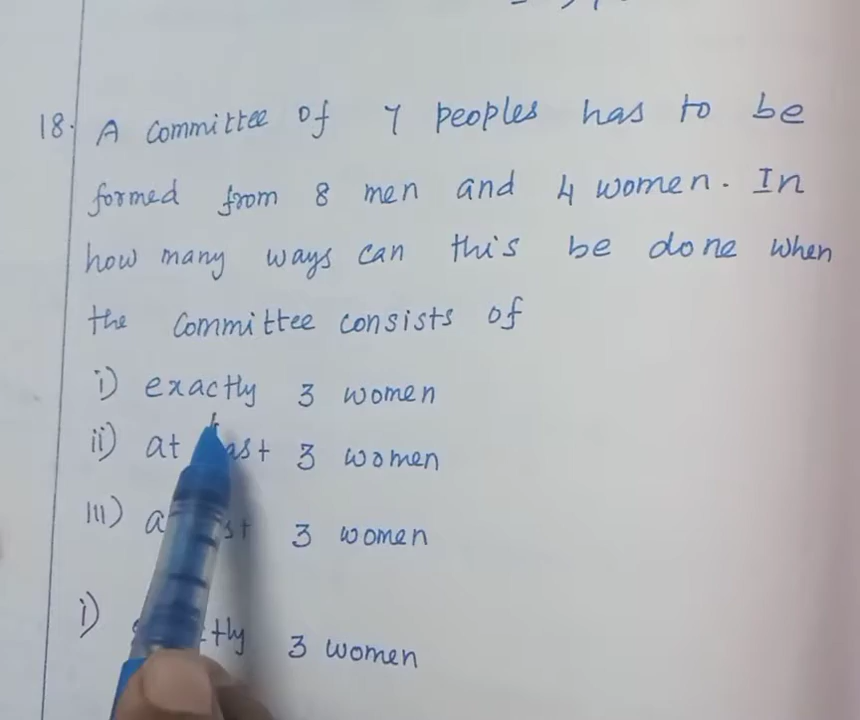 18. A committee of 7 peoples has to be
formed from 8 men and 4 women. In
how many ways can this be done when
the committee consists of
i) exactly 3 women
ii) at 3 women
III) 3 women
i) 3 women